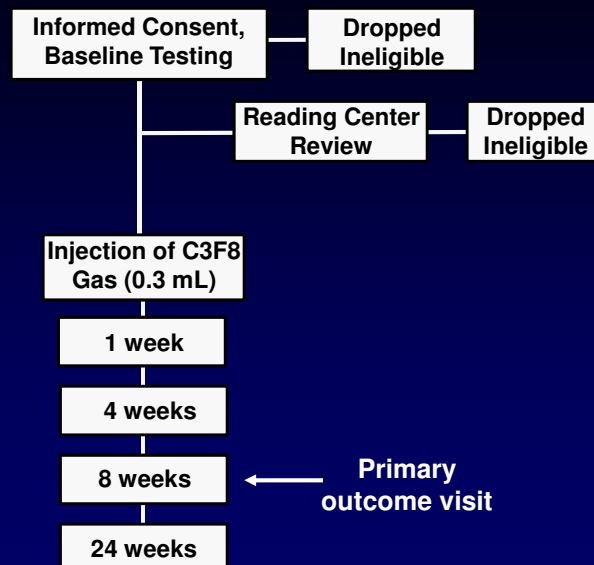 Informed Consent,
Baseline Testing
Dropped
Ineligible
Reading Center
Review
Dropped
Ineligible
Injection of C3F8
Gas (0.3 mL)
1 week
4 weeks
8 weeks
Primary
outcome visit
24 weeks